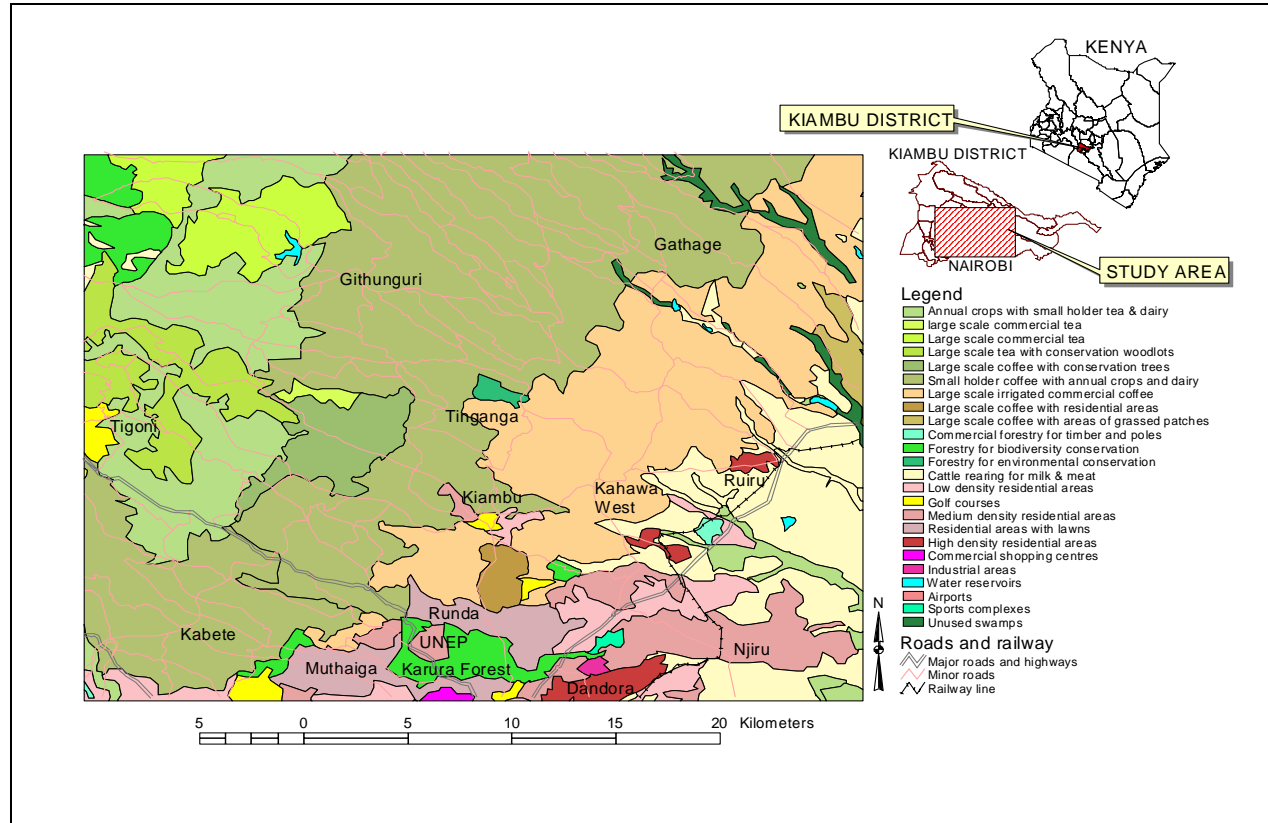 KENYA
KIAMBU DISTRICT
KIAMBU DISTRICT
NAIROBI
STUDY AREA
Gathage
Githunguri
Tinganga
Tigoni
Kiambu
Kahawa
West
Ruiru
Runda
Kabete
UNEP
Muthaiga
Karura Forest
Njiru
Dandora
Legend
Annual crops with small holder tea & dairy
large scale commercial tea
Large scale commercial tea
Large scale tea with conservation woodlots
Large scale coffee with conservation trees
Small holder coffee with annual crops and dairy
Large scale irrigated commercial coffee
Large scale coffee with residential areas
Large scale coffee with areas of grassed patches
Commercial forestry for timber and poles
Forestry for biodiversity conservation
Forestry for environmental conservation
Cattle rearing for milk & meat
Low density residential areas
Golf courses
Medium density residential areas
Residential areas with lawns
High density residential areas
Commercial shopping centres
Industrial areas
Water reservoirs
Airports
Sports complexes
Unused swamps
Roads and railway
Major roads and highways
Minor roads
Railway line
N
5 0 5 10 15 20 Kilometers